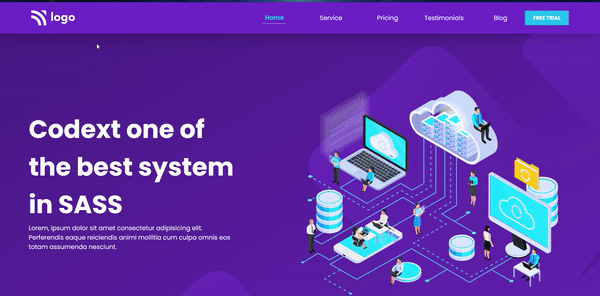 logo
Home
Service
Pricing
Testimonials
Blog
FREE TRIAL
Codext one of
the best system
in SASS
Lorem, ipsum dolor sit amet consectetur adipisicing elit.
Perferendis eaque reiciendis animi mollitia cum culpa omnis eos
totam assumenda nesciunt.